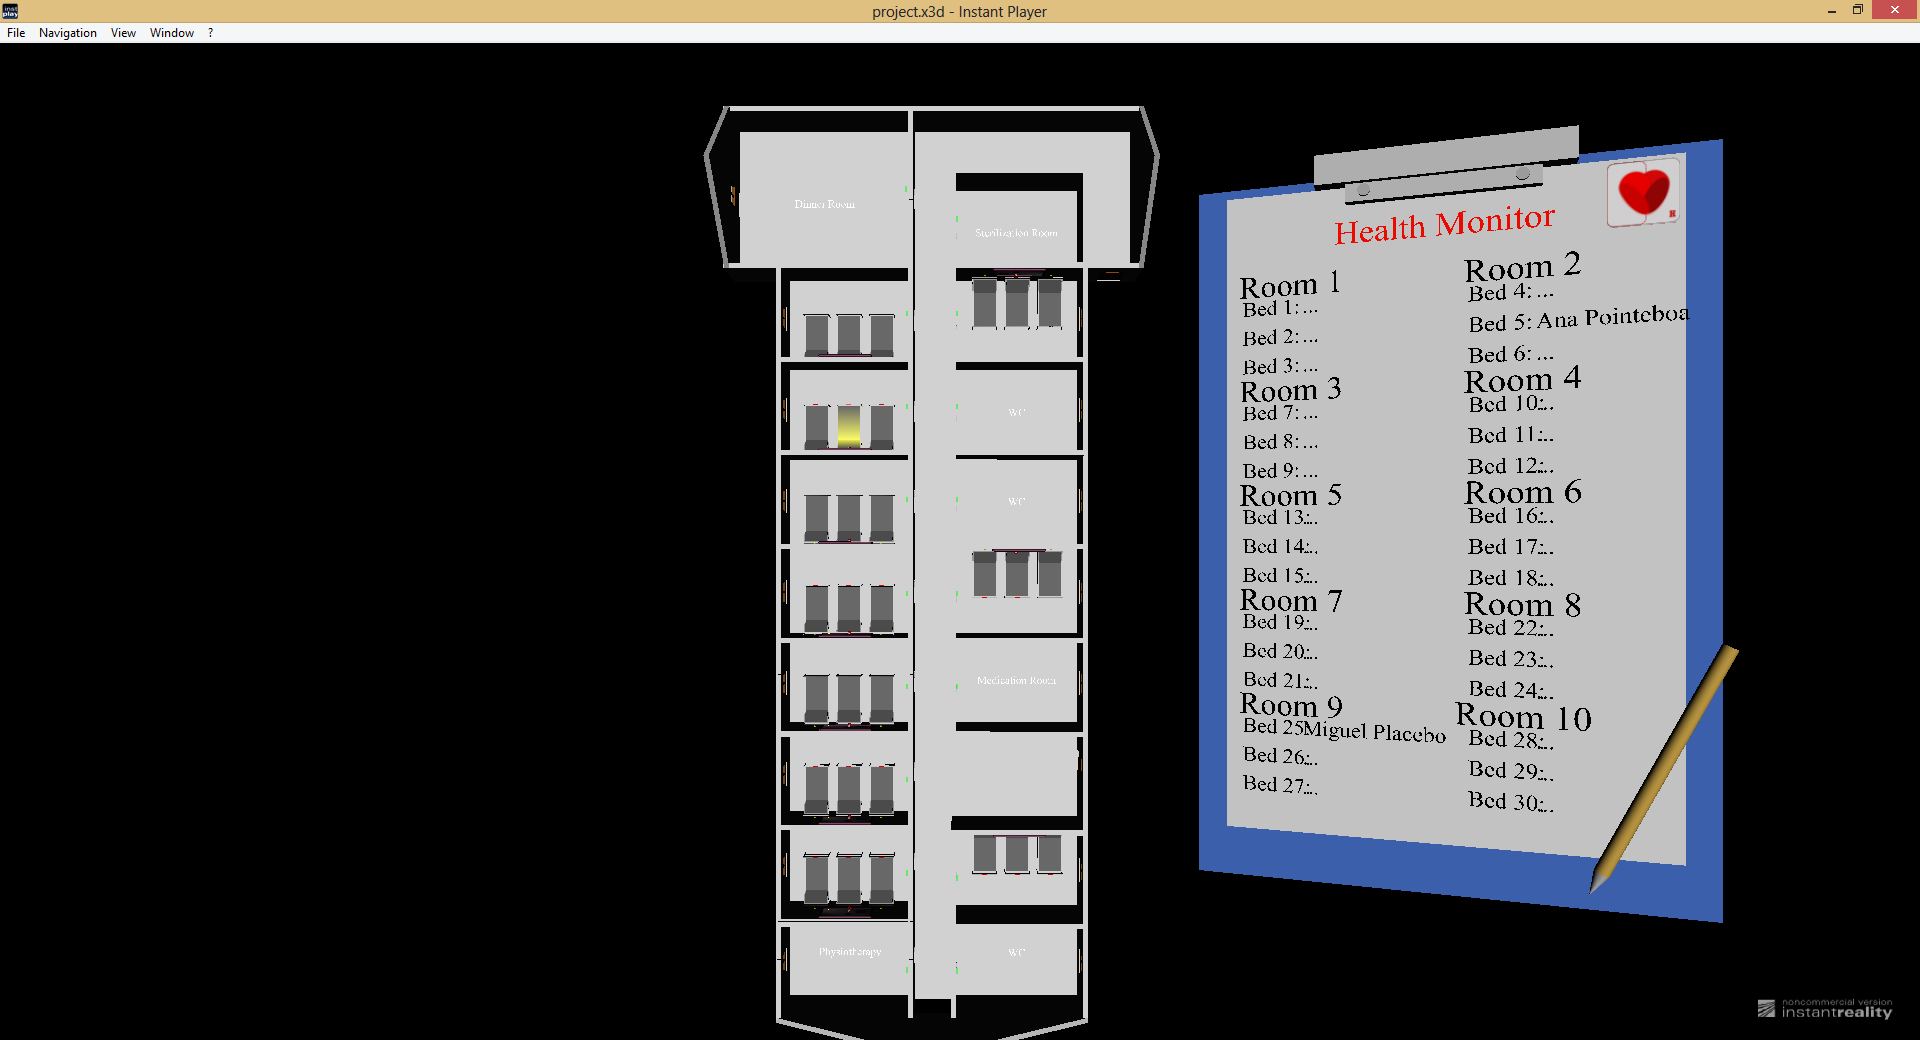 project.x3d - Instant Player
File Navigation View Window ?
Dinner Room
Sterilization Room
WC
WC
Medication Room
Physiotherapy
WC
Health Monitor
Room 1
Bed 1: ...
Bed 2: ...
Bed 3: ...
Room 3
Bed 7: ...
Bed 8: ...
Bed 9: ...
Room 5
Bed 13:..
Bed 14:..
Bed 15:..
Room 7
Bed 19:..
Bed 20:..
Bed 21:..
Room 9
Bed 25Miguel Placebo
Bed 26:..
Bed 27:..
Room 2
Bed 4: ...
Bed 5: Ana Pointeboa
Bed 6: ...
Room 4
Bed 10:..
Bed 11:..
Bed 12:..
Room 6
Bed 16:..
Bed 17:..
Bed 18:..
Room 8
Bed 22:..
Bed 23:..
Bed 24:..
Room 10
Bed 28:..
Bed 29:..
Bed 30:..
noncommercial version
instantreality